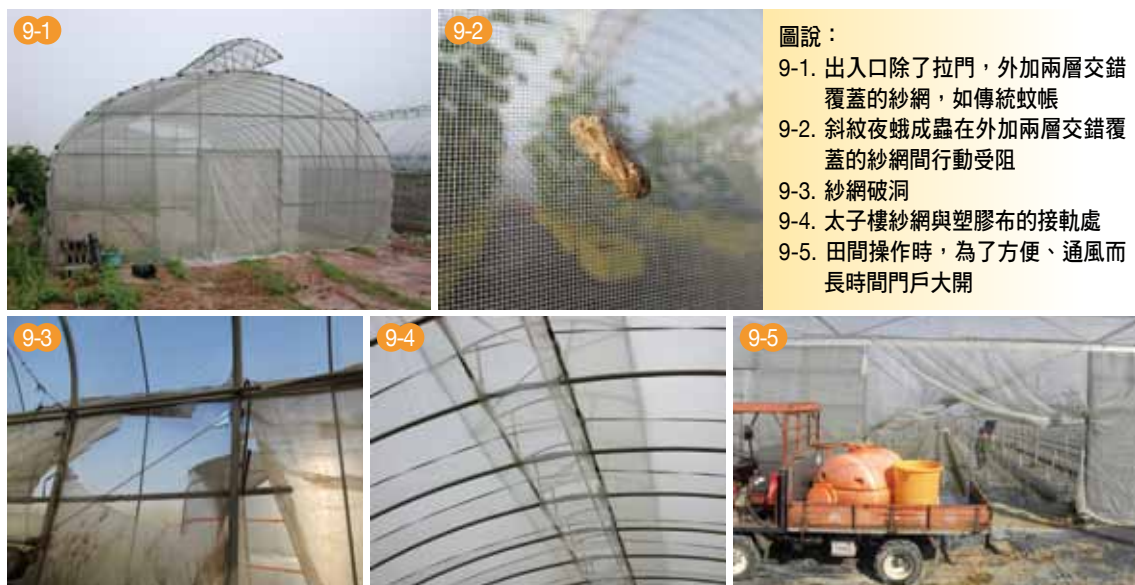 9-1
9-2
圖說：
9-1. 出入口除了拉門，外加兩層交錯
覆蓋的紗網，如傳統蚊帳
9-2. 斜紋夜蛾成蟲在外加兩層交錯覆
蓋的紗網間行動受阻
9-3. 紗網破洞
9-4. 太子樓紗網與塑膠布的接軌處
9-5. 田間操作時，為了方便、通風而
長時間門戶大開
9-3
9-4
9-5